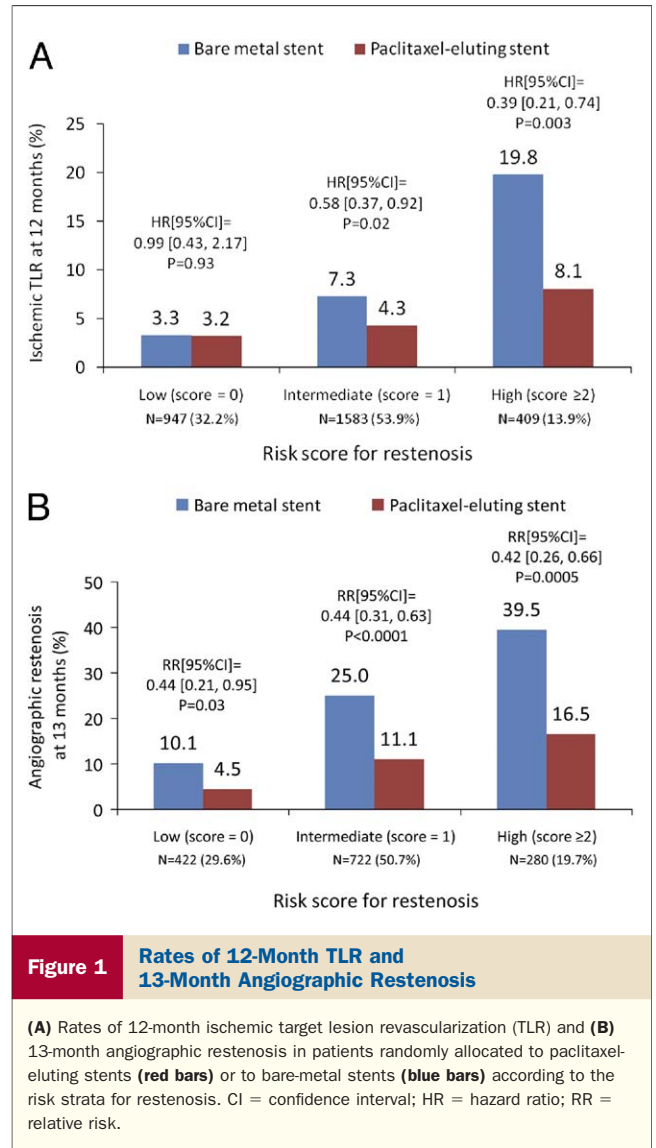 A
Bare metal stent Paclitaxel-eluting stent
HR[95%CI]=
0.39 [0.21, 0.74]
P=0.003
HR[95%CI]=
0.58 [0.37, 0.92]
P=0.02
HR[95%CI]=
0.99 [0.43, 2.17]
P=0.93
Ischemic TLR at 12 months (%)
25
20
15
10
5
0
3.3 3.2
7.3 4.3
19.8 8.1
Low (score = 0) Intermediate (score = 1) High (score ≥2)
N=947 (32.2%) N=1583 (53.9%) N=409 (13.9%)
Risk score for restenosis
B
Bare metal stent Paclitaxel-eluting stent
RR[95%CI]=
0.42 [0.26, 0.66]
P=0.0005
RR[95%CI]=
0.44 [0.31, 0.63]
P<0.0001
RR[95%CI]=
0.44 [0.21, 0.95]
P=0.03
Angiographic restenosis
at 13 months (%)
50
40
30
20
10
0
10.1 4.5
25.0 11.1
39.5 16.5
Low (score = 0) Intermediate (score = 1) High (score ≥2)
N=422 (29.6%) N=722 (50.7%) N=280 (19.7%)
Risk score for restenosis
Figure 1
Rates of 12-Month TLR and
13-Month Angiographic Restenosis
(A) Rates of 12-month ischemic target lesion revascularization (TLR) and (B)
13-month angiographic restenosis in patients randomly allocated to paclitaxel-
eluting stents (red bars) or to bare-metal stents (blue bars) according to the
risk strata for restenosis. CI = confidence interval; HR = hazard ratio; RR =
relative risk.